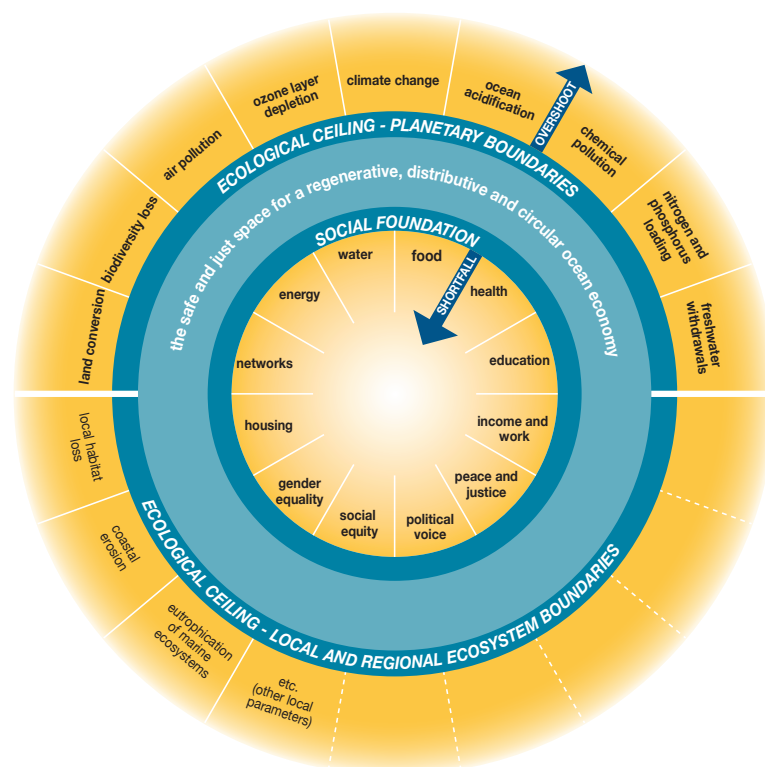 climate change
ozone layer
depletion
ocean
acidification
OVERSHOOT
air pollution
chemical
pollution
biodiversity loss
nitrogen and
phosphorus
loading
land conversion
freshwater
withdrawals
ECOLOGICAL CEILING - PLANETARY BOUNDARIES
the safe and just space for a regenerative, distributive and circular ocean economy
SOCIAL FOUNDATION
water
food
SHORTFALL
energy
health
networks
education
housing
income and
work
gender
equality
peace and
justice
social
equity
political
voice
local habitat
loss
coastal
erosion
eutrophication
of marine
ecosystems
etc.
(other local
parameters)
ECOLOGICAL CEILING - LOCAL AND REGIONAL ECOSYSTEM BOUNDARIES